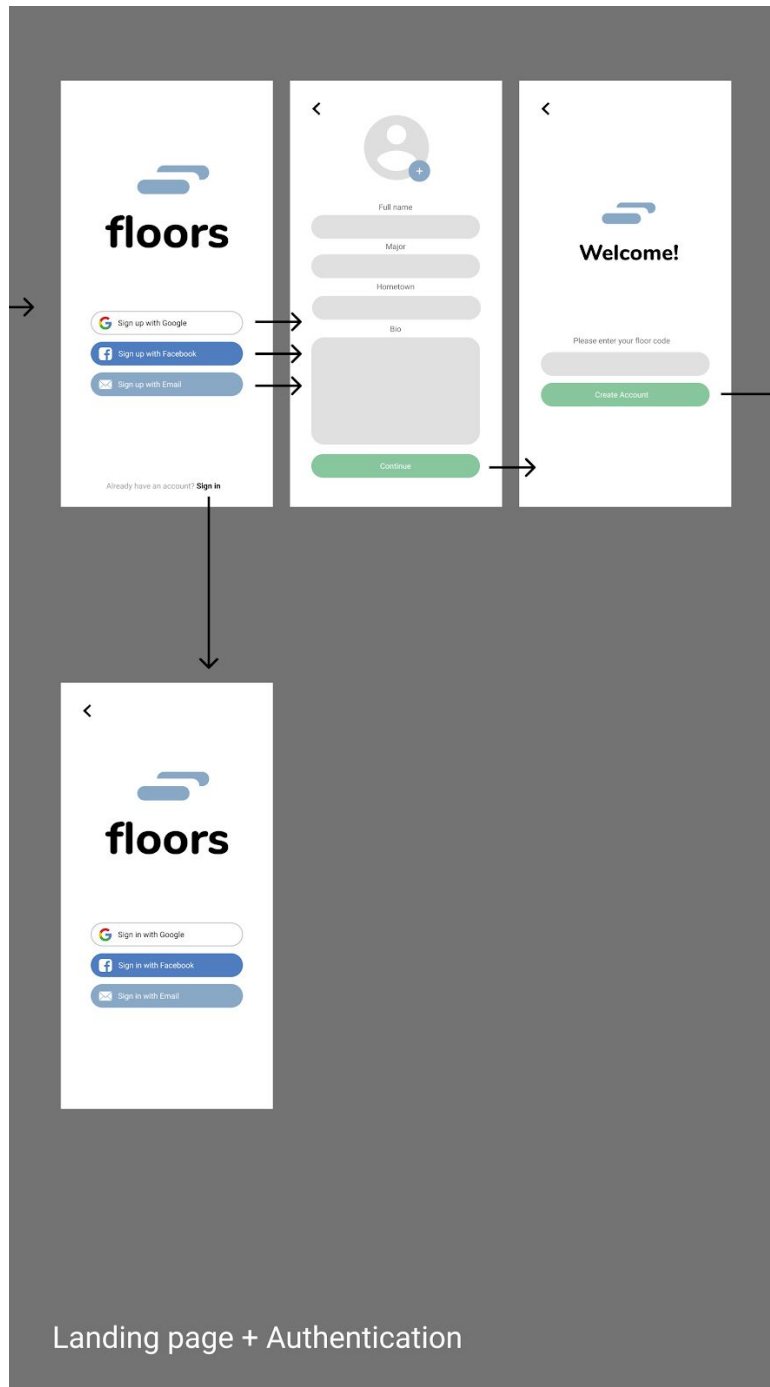 floors
Sign up with Google
Sign up with Facebook
Sign up with Email
Already have an account? Sign in
Full name
Major
Hometown
Bio
Continue
Welcome!
Please enter your floor code
Create Account
floors
Sign in with Google
Sign in with Facebook
Sign in with Email
Landing page + Authentication